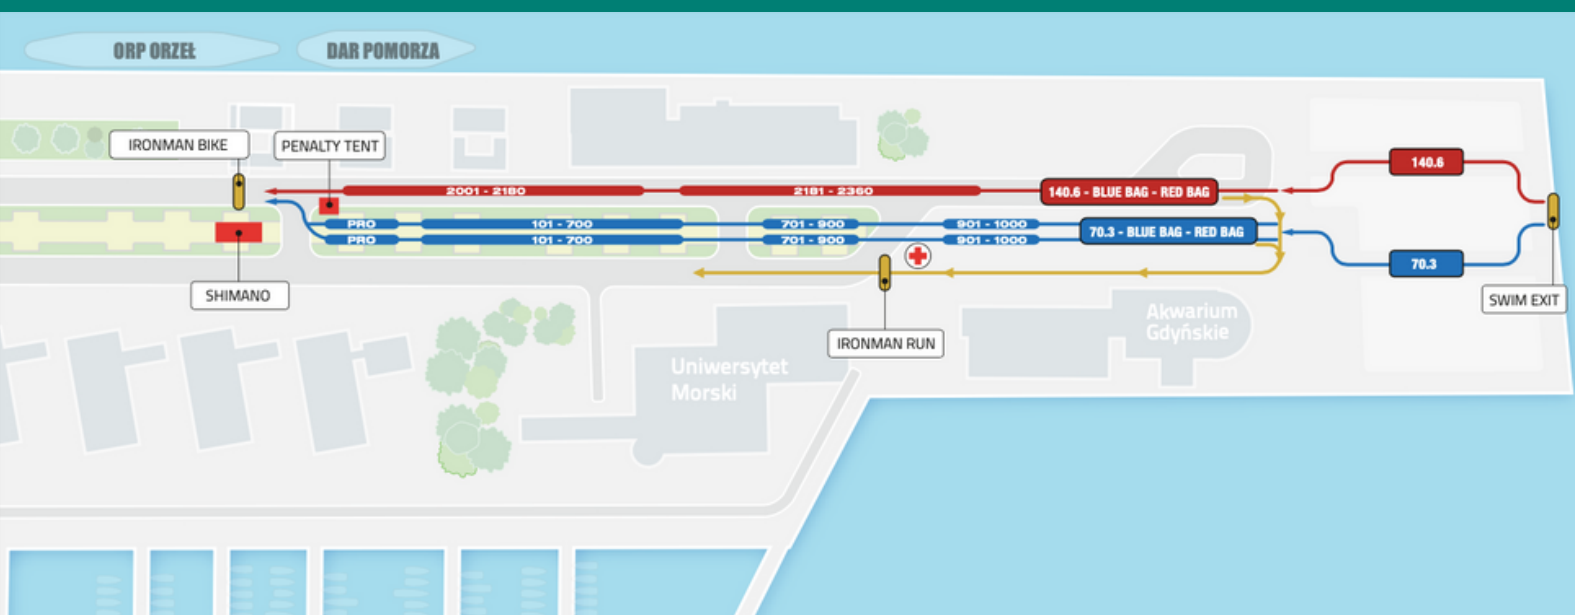 ORP ORZEŁ
DAR POMORZA
IRONMAN BIKE
PENALTY TENT
140.6
2001 - 2180
2181 - 2360
140.6 - BLUE BAG - RED BAG
PRO
101 - 700
701 - 900
901 - 1000
PRO
101 - 700
701 - 900
901 - 1000
70.3 - BLUE BAG - RED BAG
70.3
SHIMANO
SWIM EXIT
IRONMAN RUN
Akwarium
Gdyńskie
Uniwersytet
Morski